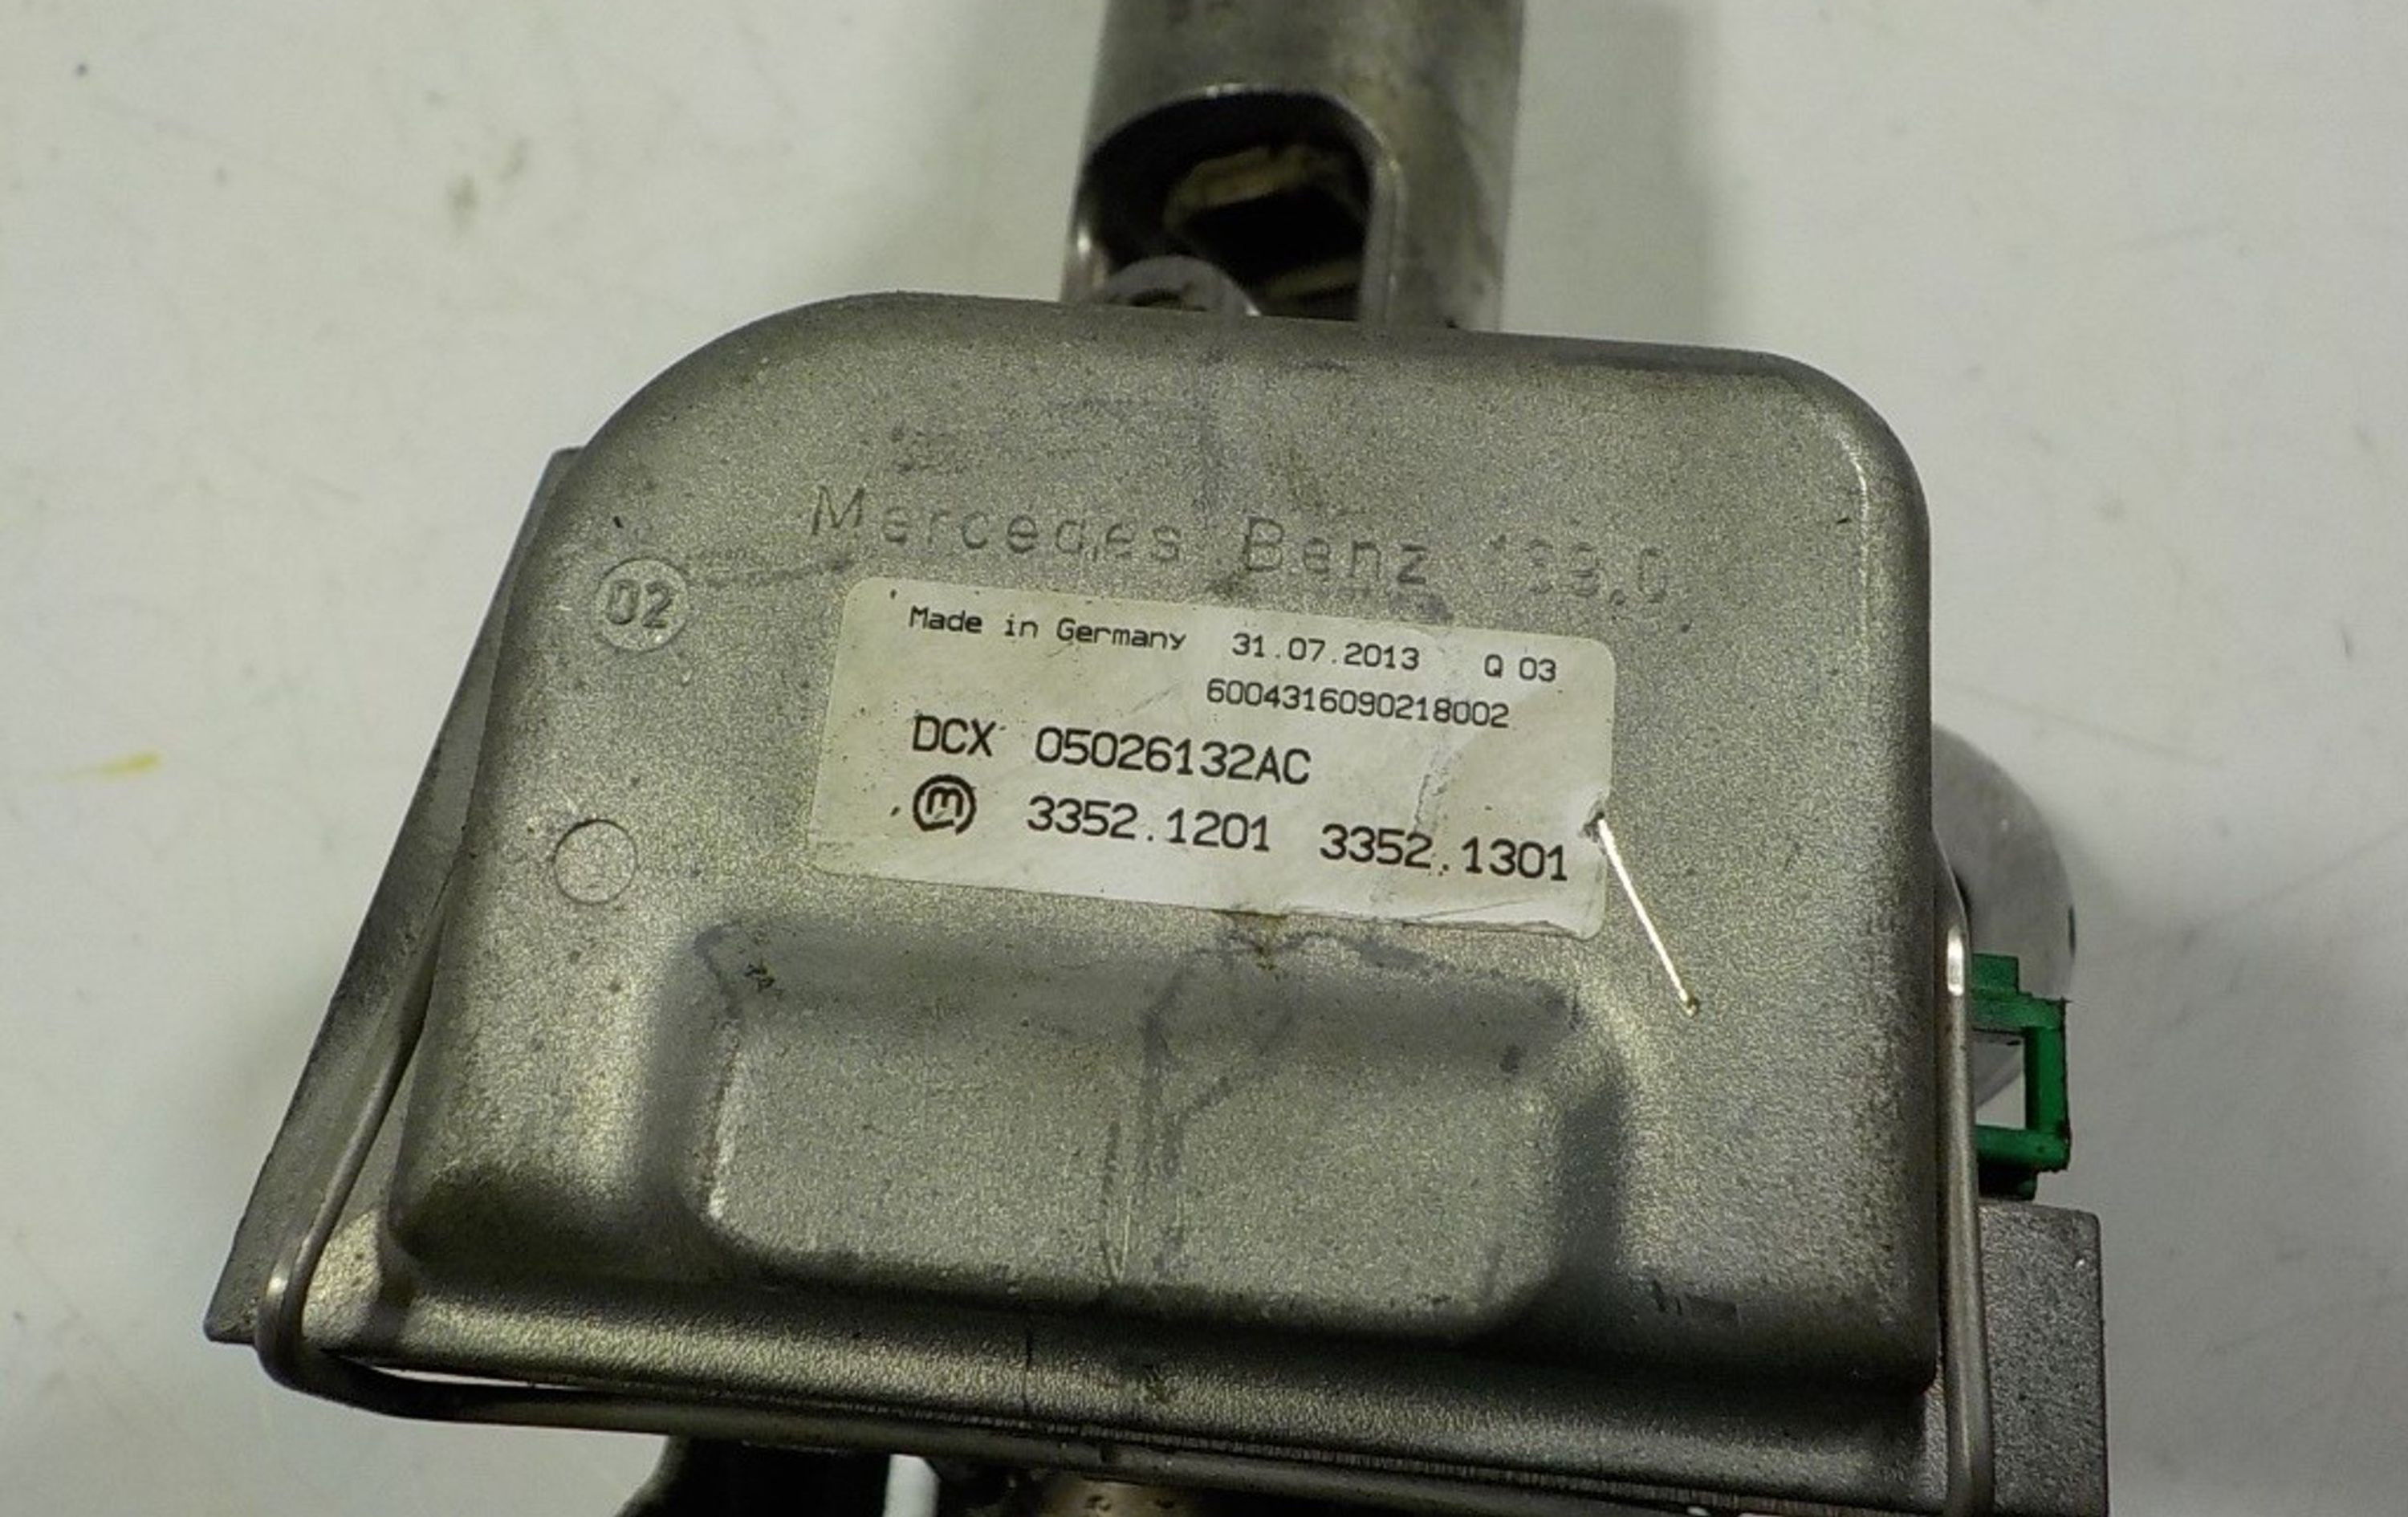 Mercedes Benz
02
Made in Germany 31.07.2013 Q 03
6004316090218002
DCX 05026132AC
m 3352.1201 3352.1301